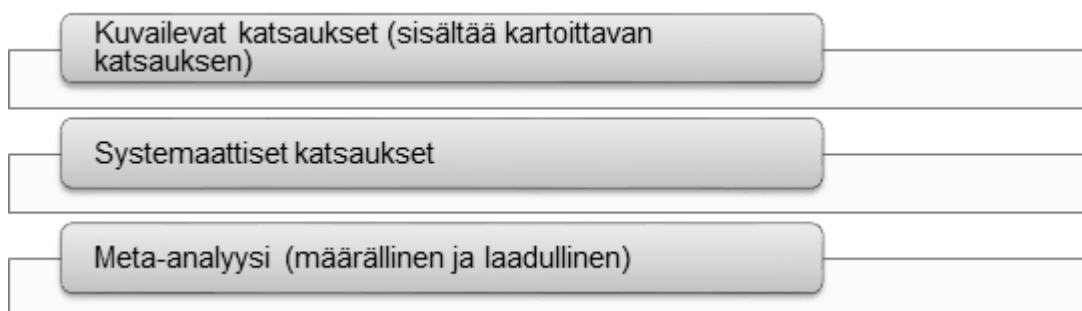 Kuvailevat katsaukset (sisältää kartoittavan
katsauksen)
Systemaattiset katsaukset
Meta-analyysi (määrällinen ja laadullinen)